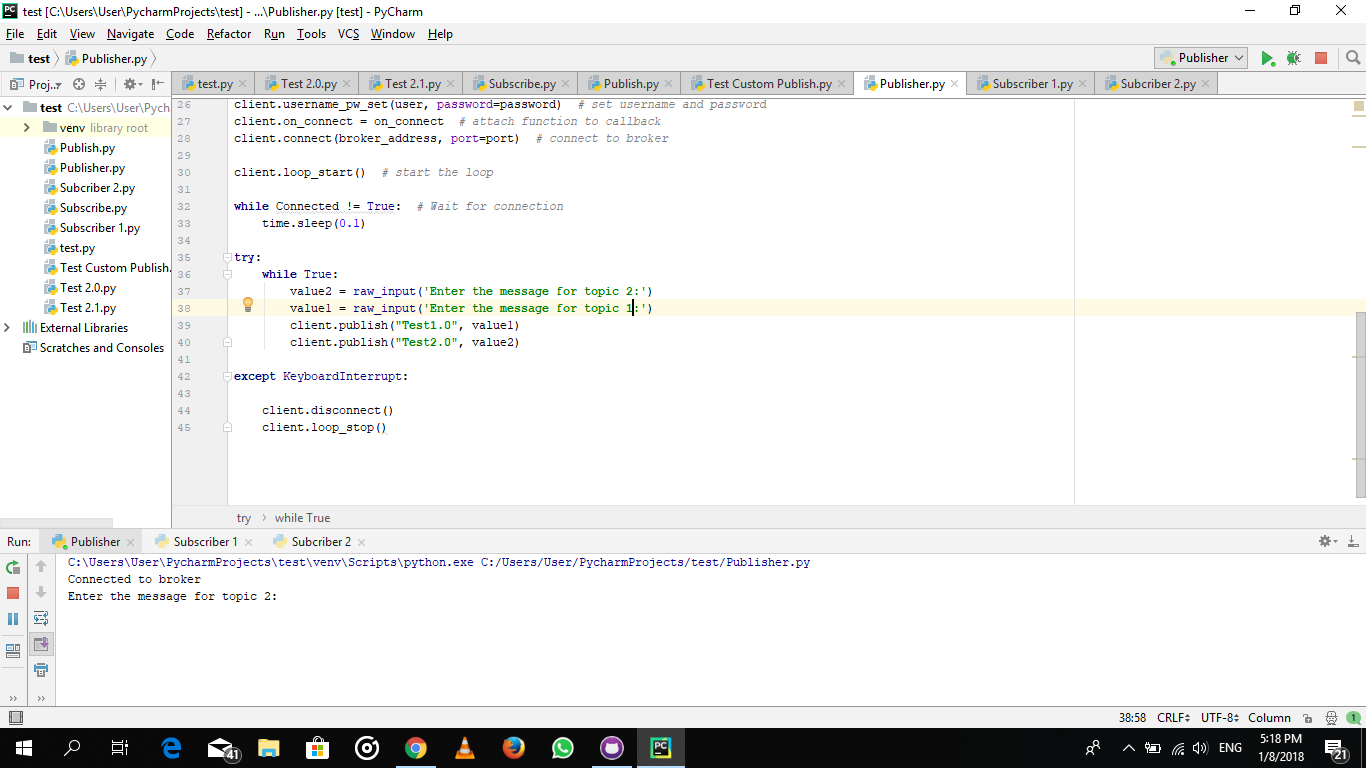 test [C:\Users\User\PycharmProjects\test] - ...\Publisher.py [test] - PyCharm
File Edit View Navigate Code Refactor Run Tools VCS Window Help
test Publisher.py Publisher
Proj.. test.py Test 2.0.py Test 2.1.py Subscribe.py Publish.py Test Custom Publish.py Publisher.py Subscriber 1.py Subcriber 2.py
test C:\Users\User\Pych
venv library root
Publish.py
Publisher.py
Subcriber 2.py
Subscribe.py
Subscriber 1.py
test.py
Test Custom Publish.
Test 2.0.py
Test 2.1.py
External Libraries
Scratches and Consoles
26 client.username_pw_set(user, password=password)  # set username and password
27 client.on_connect = on_connect  # attach function to callback
28 client.connect(broker_address, port=port)  # connect to broker
29
30 client.loop_start()  # start the loop
31
32 while Connected != True:  # Wait for connection
33     time.sleep(0.1)
34
35 try:
36     while True:
37         value2 = raw_input('Enter the message for topic 2:')
38         value1 = raw_input('Enter the message for topic 1:')
39         client.publish("Test1.0", value1)
40         client.publish("Test2.0", value2)
41
42 except KeyboardInterrupt:
43
44     client.disconnect()
45     client.loop_stop()
try > while True
Run: Publisher Subscriber 1 Subcriber 2
C:\Users\User\PycharmProjects\test\venv\Scripts\python.exe C:/Users/User/PycharmProjects/test/Publisher.py
Connected to broker
Enter the message for topic 2:
38:58 CRLF UTF-8 Column 1
41 ENG 5:18 PM
1/8/2018 21